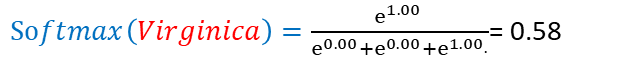 Softmax(Virginica) = e^1.00 / (e^0.00+e^0.00+e^1.00.) = 0.58